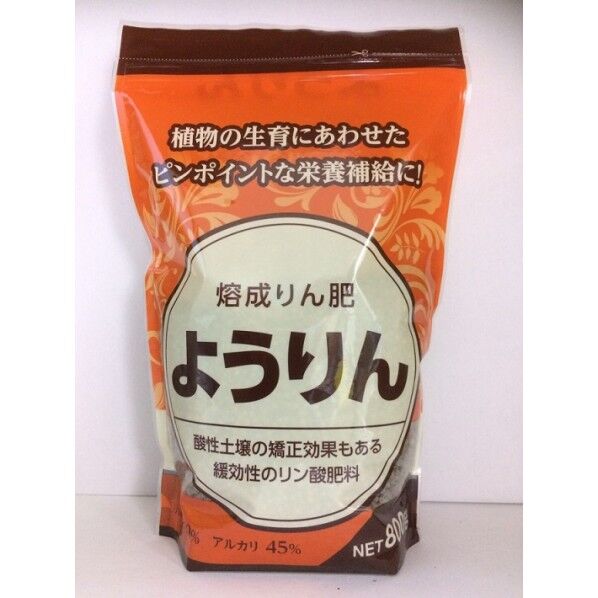 植物の生育にあわせた
ピンポイントな栄養補給に!
熔成りん肥
ようりん
酸性土壌の矯正効果もある
緩効性のリン酸肥料
アルカリ 45%
NET 800